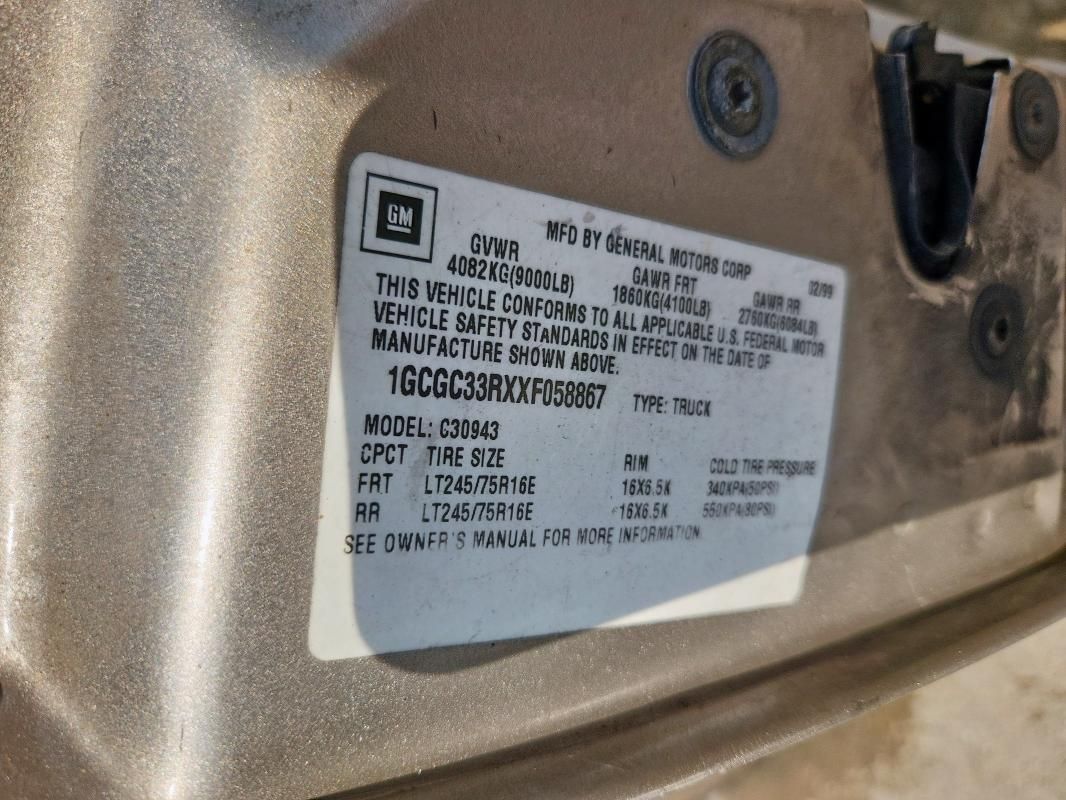 GM
MFD BY GENERAL MOTORS CORP 02/99
GVWR GAWR FRT GAWR RR
4082KG(9000LB) 1860KG(4100LB) 2760KG(6084LB)
THIS VEHICLE CONFORMS TO ALL APPLICABLE U.S. FEDERAL MOTOR
VEHICLE SAFETY STANDARDS IN EFFECT ON THE DATE OF
MANUFACTURE SHOWN ABOVE.
1GCGC33RXXF058867 TYPE: TRUCK
MODEL: C30943
CPCT TIRE SIZE RIM COLD TIRE PRESSURE
FRT LT245/75R16E 16X6.5K 340KPA(50PSI)
RR LT245/75R16E 16X6.5K 550KPA(80PSI)
SEE OWNER'S MANUAL FOR MORE INFORMATION.